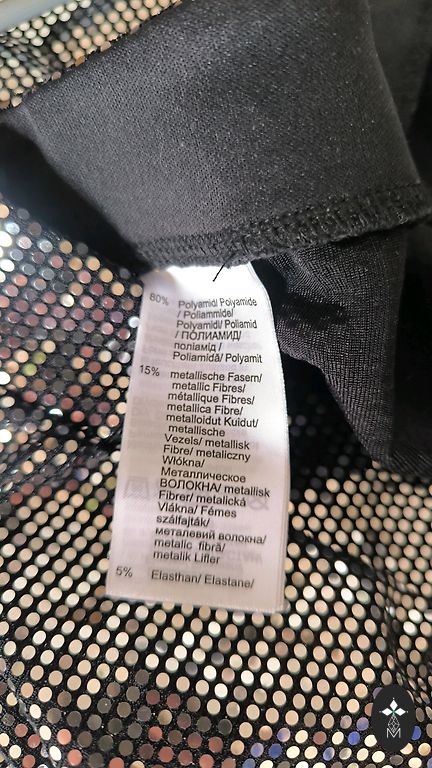 80% Polyamid/ Polyamide
/ Poliammide/
Polyamid/ Poliamid
/ ПОЛИАМИД/
поліамід /
Poliamidă/ Polyamit
15% metallische Fasern/
metallic Fibres/
métallique Fibres/
metallica Fibre/
metalloidut Kuidut/
metallische
Vezels/ metallisk
Fibre/ metaliczny
Włókna/
Металлическое
ВОЛОКНА/ metallisk
Fibrer/ metalická
Vlákna/ Fémes
szálfajták/
металевий волокна/
metalic fibră/
metalik Lifler
5% Elasthan/ Elastane/
M